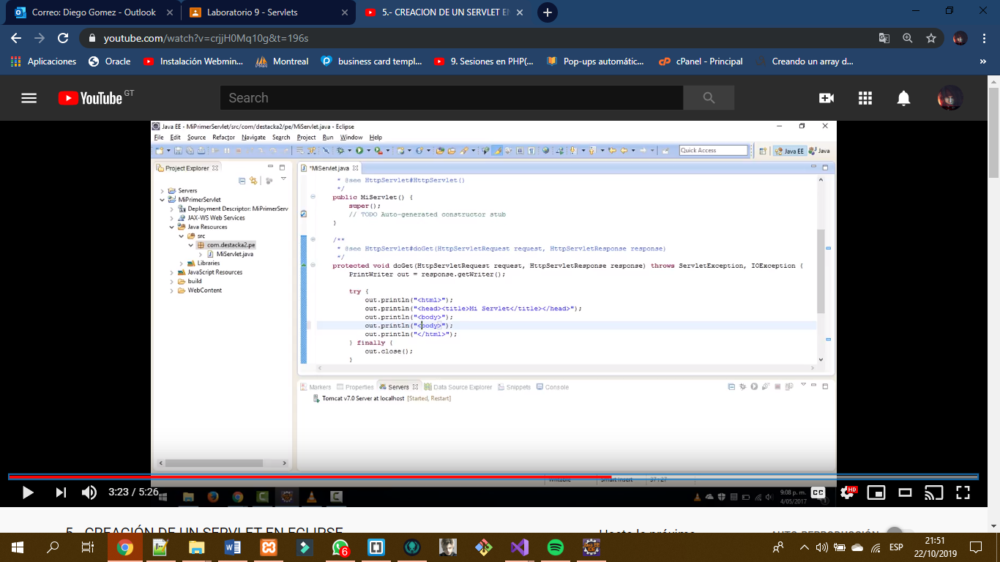 Correo: Diego Gomez - Outlook
Laboratorio 9 - Servlets
5.- CREACION DE UN SERVLET EN
youtube.com/watch?v=crjjH0Mq10g&t=196s
Aplicaciones
Oracle
Instalación Webmin...
Montreal
business card templ...
9. Sesiones en PHP(...
Pop-ups automátic...
cPanel - Principal
Creando un array d...
»
YouTube GT
Search
Java EE - MiPrimerServlet/src/com/destacka2/pe/MiServlet.java - Eclipse
File Edit Source Refactor Navigate Search Project Run Window Help
Quick Access
Java EE
Java
Project Explorer
Servers
MiPrimerServlet
Deployment Descriptor: MiPrimerServ
JAX-WS Web Services
Java Resources
src
com.destacka2.pe
MiServlet.java
Libraries
JavaScript Resources
build
WebContent
*MiServlet.java
* @see HttpServlet#HttpServlet()
*/
public MiServlet() {
super();
// TODO Auto-generated constructor stub
}
/**
* @see HttpServlet#doGet(HttpServletRequest request, HttpServletResponse response)
*/
protected void doGet(HttpServletRequest request, HttpServletResponse response) throws ServletException, IOException {
PrintWriter out = response.getWriter();
try {
out.println("<html>");
out.println("<head><title>Mi Servlet</title></head>");
out.println("<body>");
out.println("<body>");
out.println("</html>");
} finally {
out.close();
}
Markers
Properties
Servers
Data Source Explorer
Snippets
Console
Tomcat v7.0 Server at localhost [Started, Restart]
Writable
Smart Insert
37 : 27
3:23 / 5:26
9:08 p. m.
4/05/2017
CC
HD
5.- CREACIÓN DE UN SERVLET EN ECLIPSE
Hasta lo próximo
AUTO-REPRODUCCIÓN
6
ESP
21:51
22/10/2019